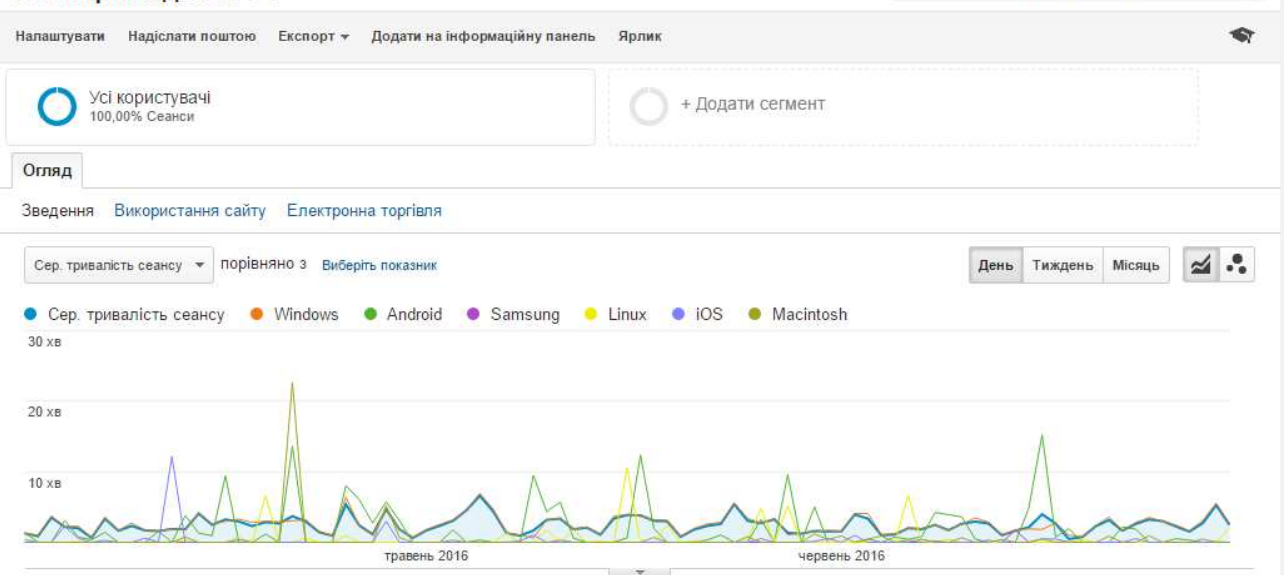 Налаштувати Надіслати поштою Експорт Додати на інформаційну панель Ярлик
Усі користувачі
100,00% Сеанси
+ Додати сегмент
Огляд
Зведення Використання сайту Електронна торгівля
Сер. тривалість сеансу порівняно з Виберіть показник День Тиждень Місяць
Сер. тривалість сеансу Windows Android Samsung Linux iOS Macintosh
30 хв
20 хв
10 хв
травень 2016 червень 2016